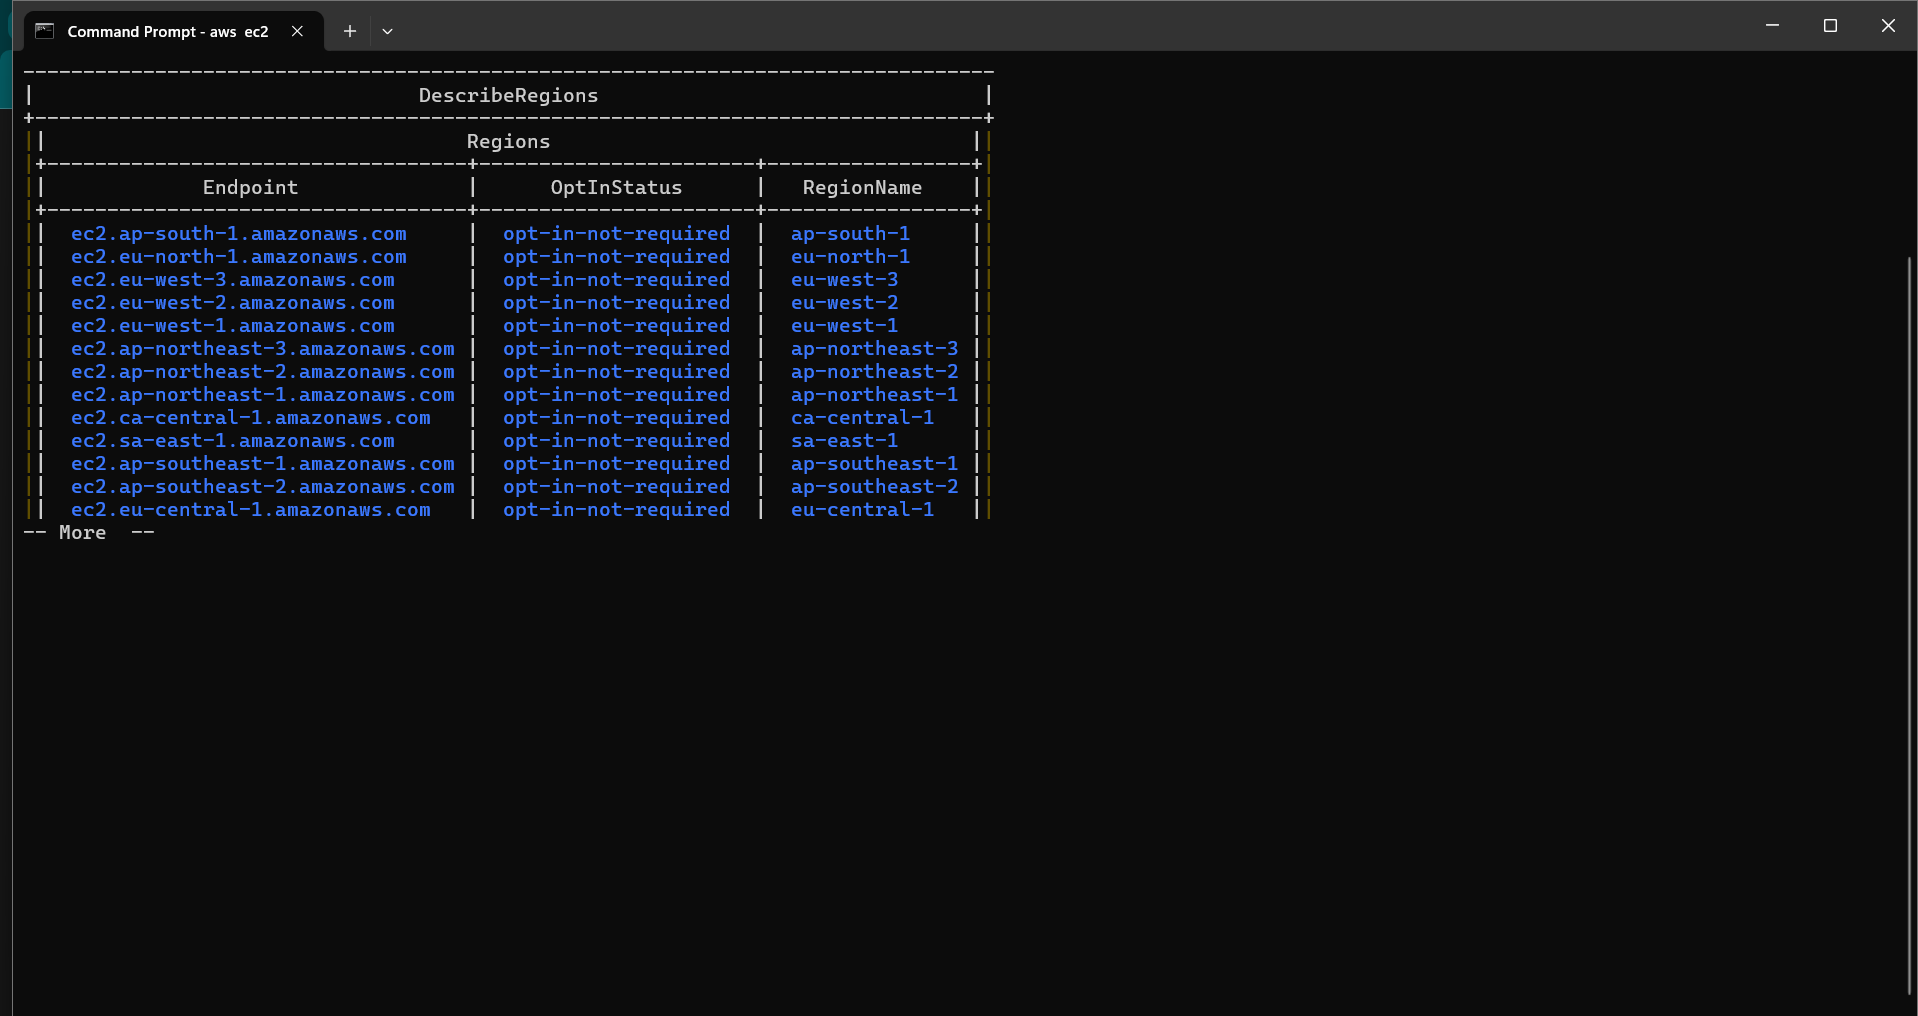 Command Prompt - aws  ec2
DescribeRegions
Regions
Endpoint | OptInStatus | RegionName
ec2.ap-south-1.amazonaws.com | opt-in-not-required | ap-south-1
ec2.eu-north-1.amazonaws.com | opt-in-not-required | eu-north-1
ec2.eu-west-3.amazonaws.com | opt-in-not-required | eu-west-3
ec2.eu-west-2.amazonaws.com | opt-in-not-required | eu-west-2
ec2.eu-west-1.amazonaws.com | opt-in-not-required | eu-west-1
ec2.ap-northeast-3.amazonaws.com | opt-in-not-required | ap-northeast-3
ec2.ap-northeast-2.amazonaws.com | opt-in-not-required | ap-northeast-2
ec2.ap-northeast-1.amazonaws.com | opt-in-not-required | ap-northeast-1
ec2.ca-central-1.amazonaws.com | opt-in-not-required | ca-central-1
ec2.sa-east-1.amazonaws.com | opt-in-not-required | sa-east-1
ec2.ap-southeast-1.amazonaws.com | opt-in-not-required | ap-southeast-1
ec2.ap-southeast-2.amazonaws.com | opt-in-not-required | ap-southeast-2
ec2.eu-central-1.amazonaws.com | opt-in-not-required | eu-central-1
-- More  --